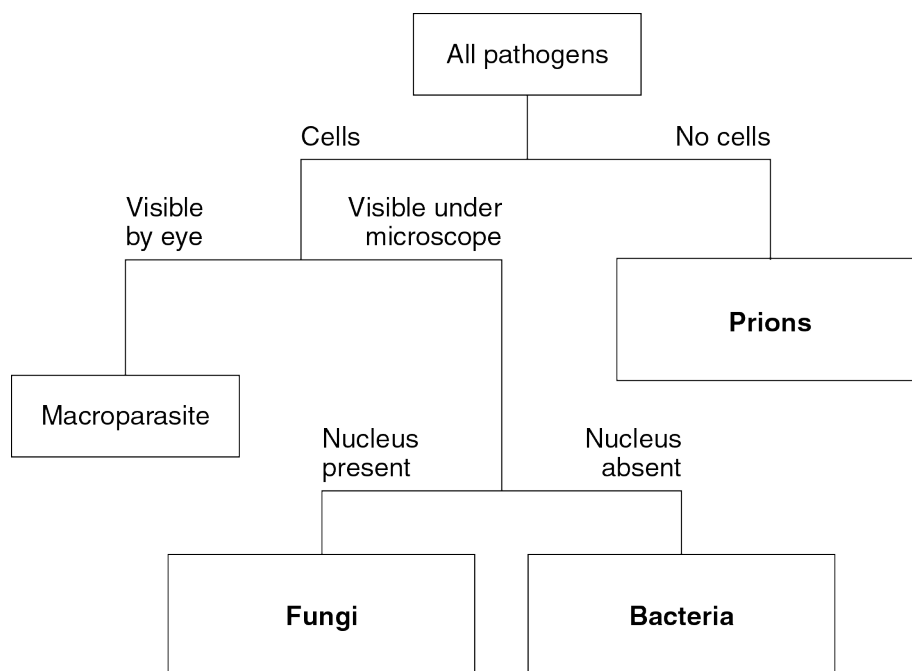 All pathogens
Cells
No cells
Visible
by eye
Visible under
microscope
Prions
Macroparasite
Nucleus
present
Nucleus
absent
Fungi
Bacteria